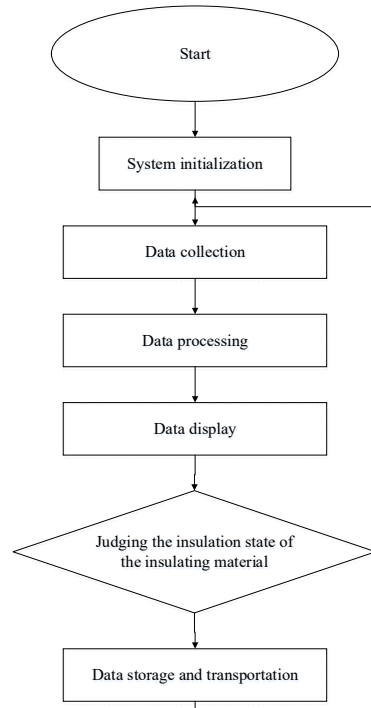 Start
System initialization
Data collection
Data processing
Data display
Judging the insulation state of
the insulating material
Data storage and transportation